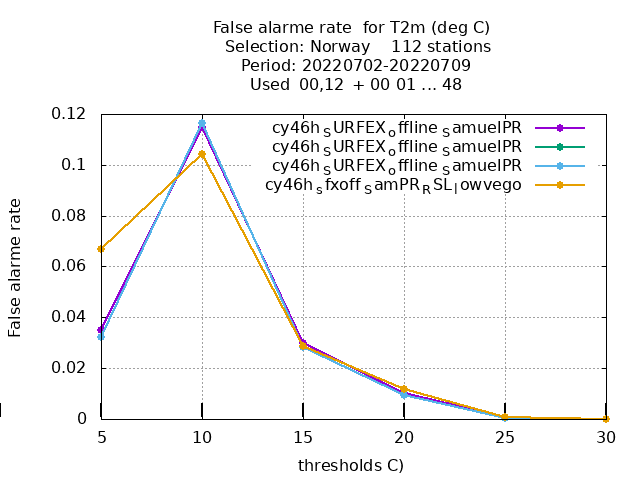 False alarme rate  for T2m (deg C)
Selection: Norway    112 stations
Period: 20220702-20220709
Used  00,12  + 00 01 ... 48
0.12
0.1
0.08
0.06
0.04
0.02
0
False alarme rate
cy46h_SURFEX_offline_SamuelPR
cy46h_SURFEX_offline_SamuelPR
cy46h_SURFEX_offline_SamuelPR
cy46h_sfxoff_SamPR_RSL_lowvego
5 10 15 20 25 30
thresholds C)